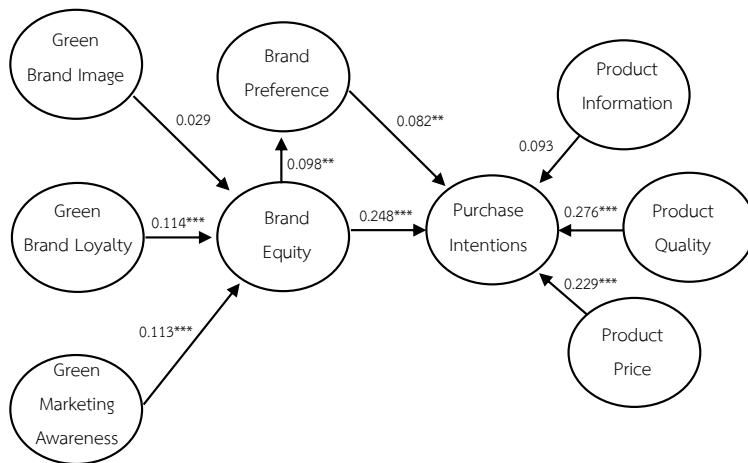 Green
Brand Image
Brand
Preference
Product
Information
0.029
0.082**
0.093
0.098**
Green
Brand Loyalty
0.114***
Brand
Equity
0.248***
Purchase
Intentions
0.276***
Product
Quality
0.229***
0.113***
Product
Price
Green
Marketing
Awareness